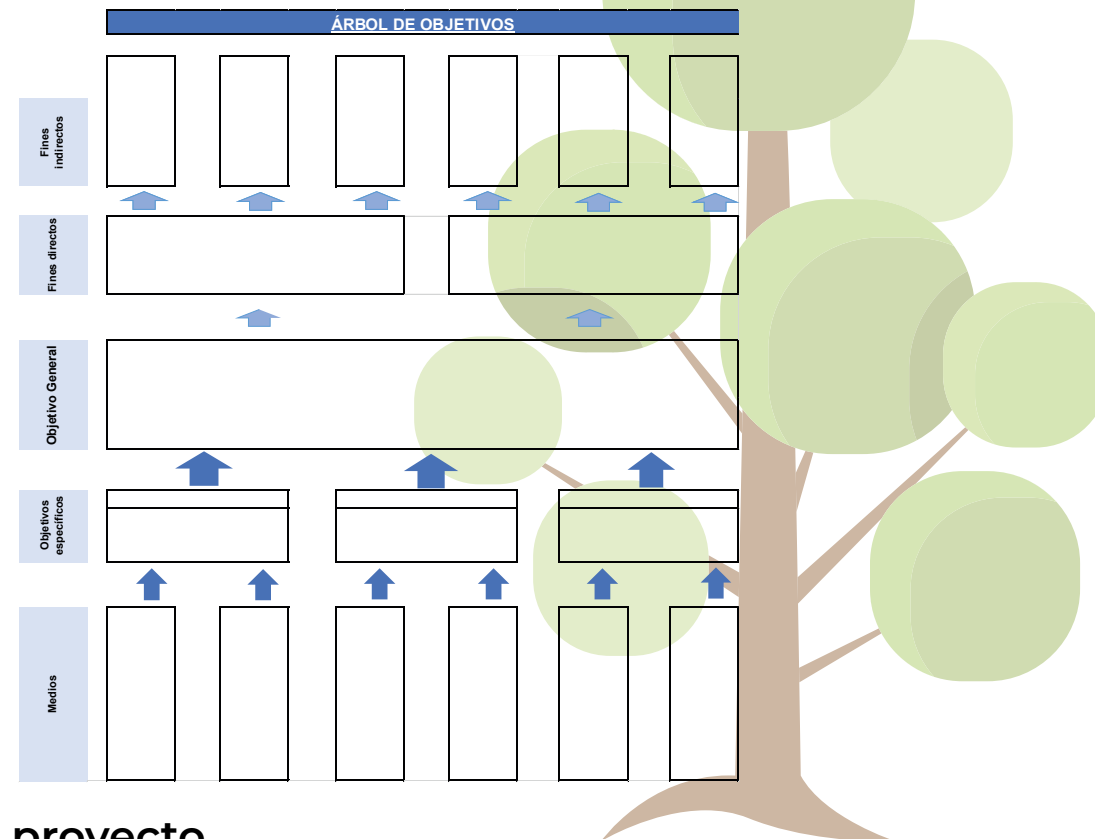 ÁRBOL DE OBJETIVOS
Fines
indirectos
Fines directos
Objetivo General
Objetivos
específicos
Medios
proyecto